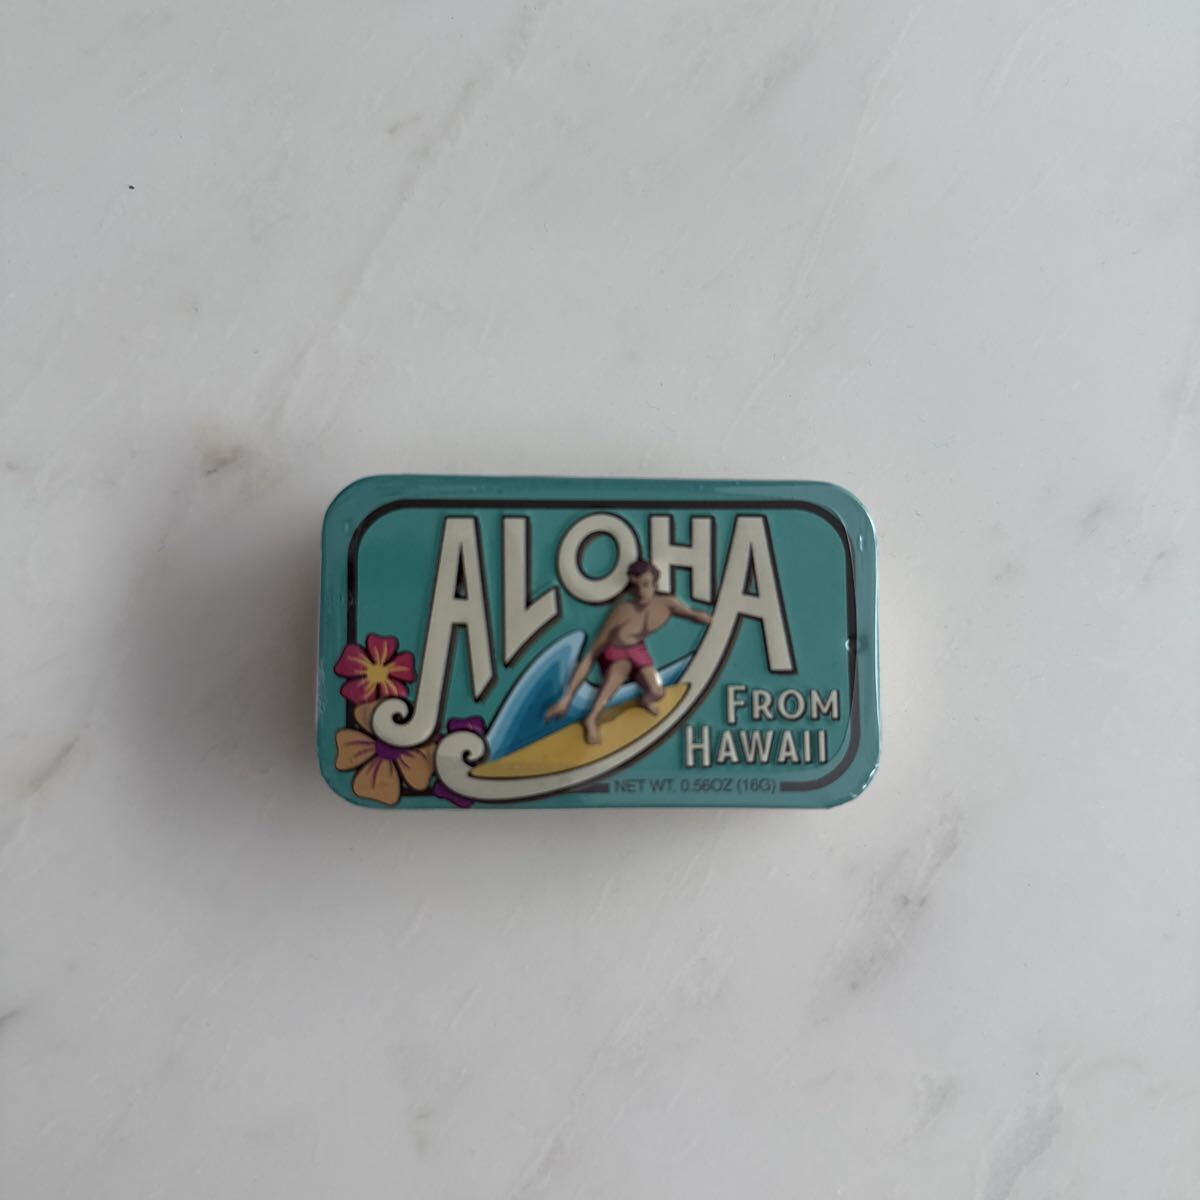 ALOHA
FROM
HAWAII
NET WT. 0.56OZ (16G)